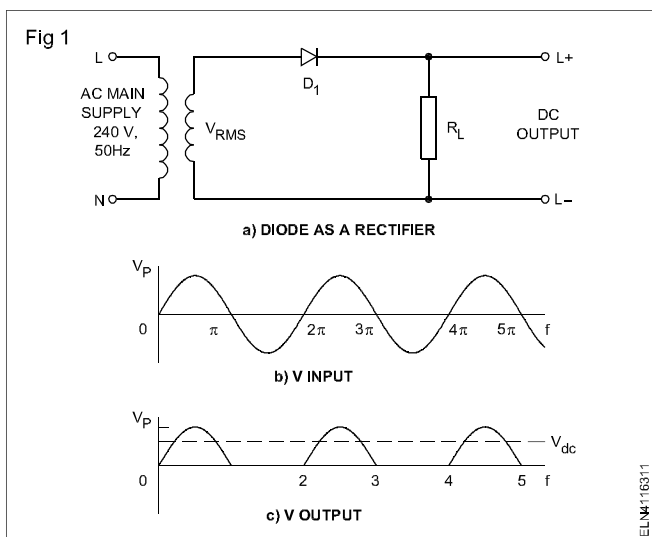 Fig 1
L
L+
D1
AC MAIN
SUPPLY
240 V,
50Hz
VRMS
RL
DC
OUTPUT
N
L–
a) DIODE AS A RECTIFIER
VP
0 π 2π 3π 4π 5π f
b) V INPUT
VP
Vdc
0 2 3 4 5 f
c) V OUTPUT
ELN4116311